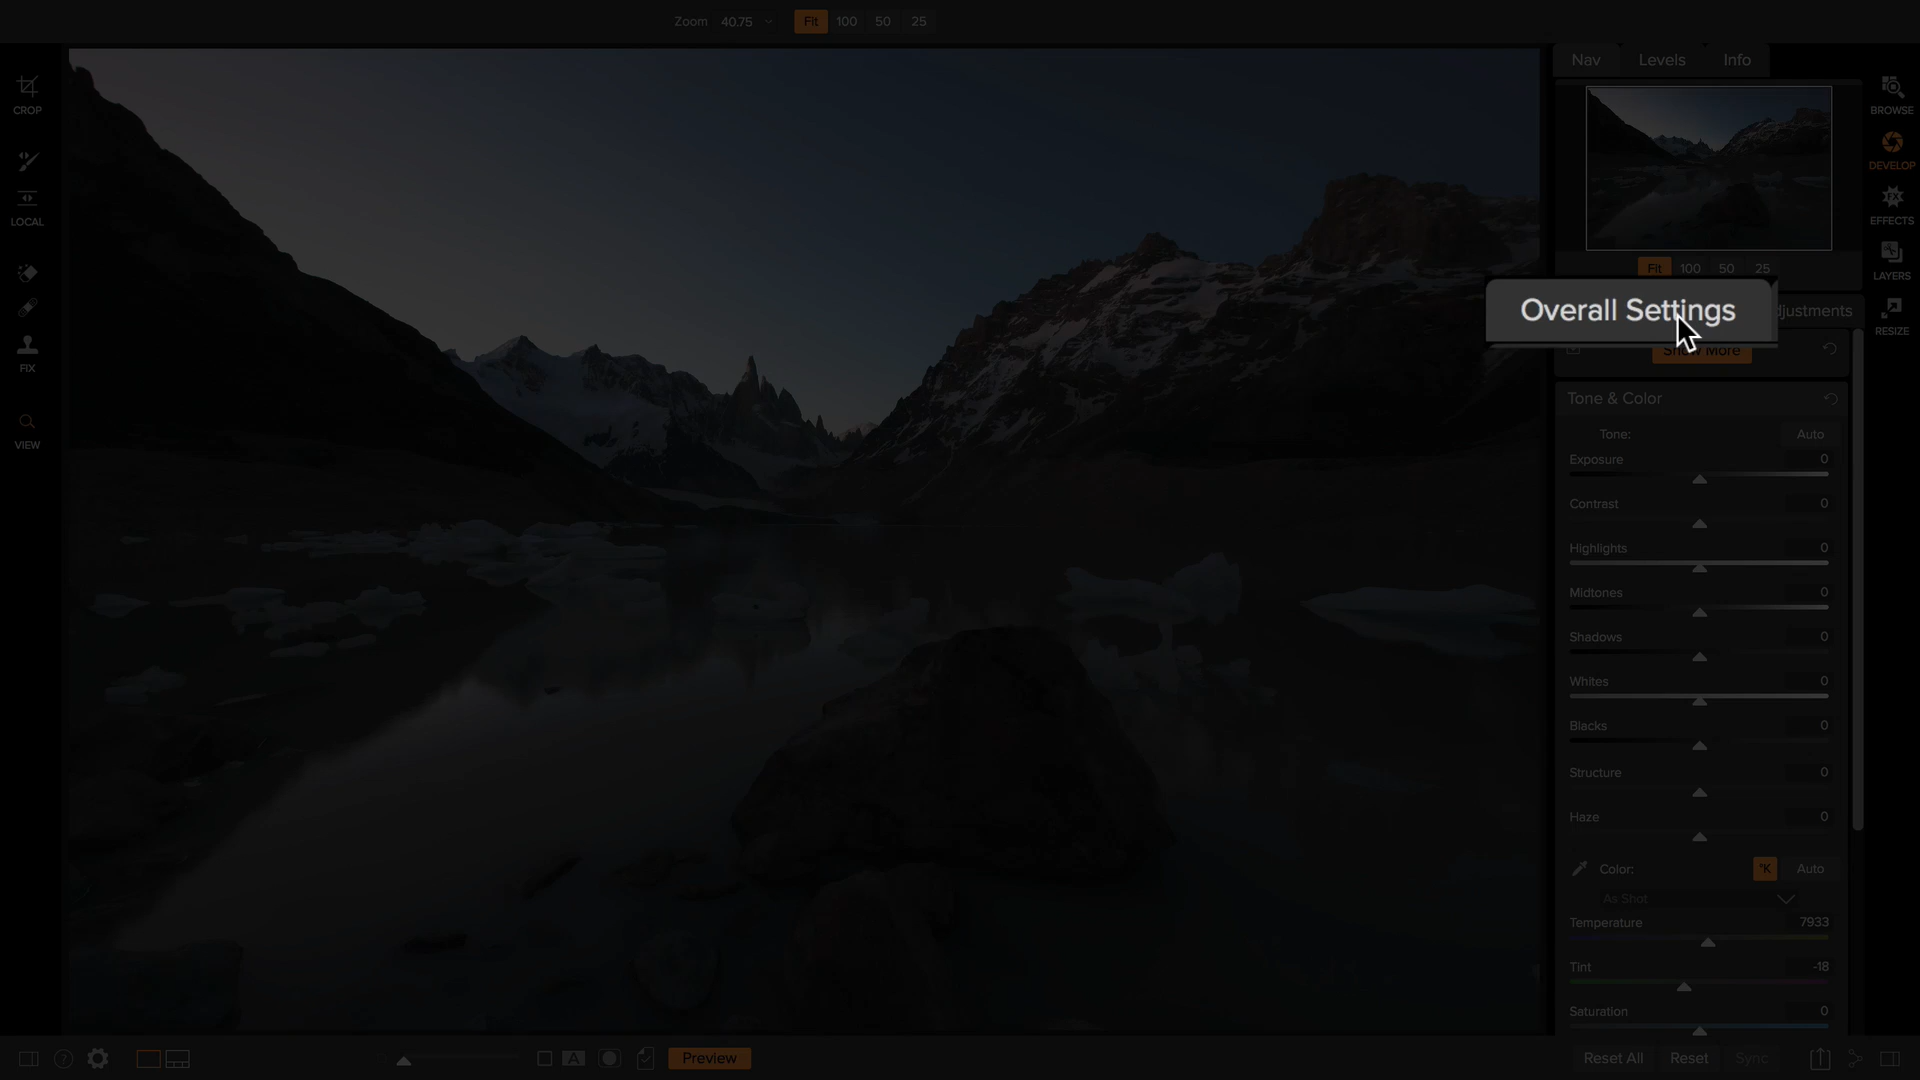 Zoom 40.75 Fit 100 50 25
Nav Levels Info
CROP
LOCAL
FIX
VIEW
BROWSE
DEVELOP
EFFECTS
LAYERS
RESIZE
Fit 100 50 25
Overall Settings
djustments
Show More
Tone & Color
Tone: Auto
Exposure 0
Contrast 0
Highlights 0
Midtones 0
Shadows 0
Whites 0
Blacks 0
Structure 0
Haze 0
Color: °K Auto
As Shot
Temperature 7933
Tint -18
Saturation 0
? A Preview Reset All Reset Sync